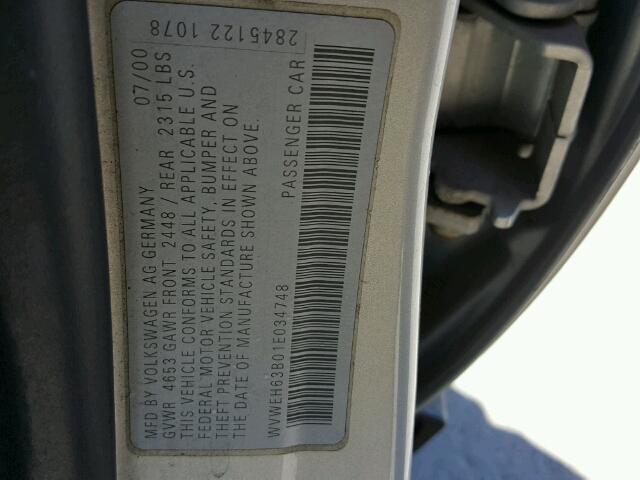 MFD BY VOLKSWAGEN AG GERMANY 07/00
GVWR 4653 GAWR FRONT 2448 / REAR 2315 LBS
THIS VEHICLE CONFORMS TO ALL APPLICABLE U.S.
FEDERAL MOTOR VEHICLE SAFETY, BUMPER AND
THEFT PREVENTION STANDARDS IN EFFECT ON
THE DATE OF MANUFACTURE SHOWN ABOVE.
WVWEH63B01E034748 PASSENGER CAR
2845122 1078